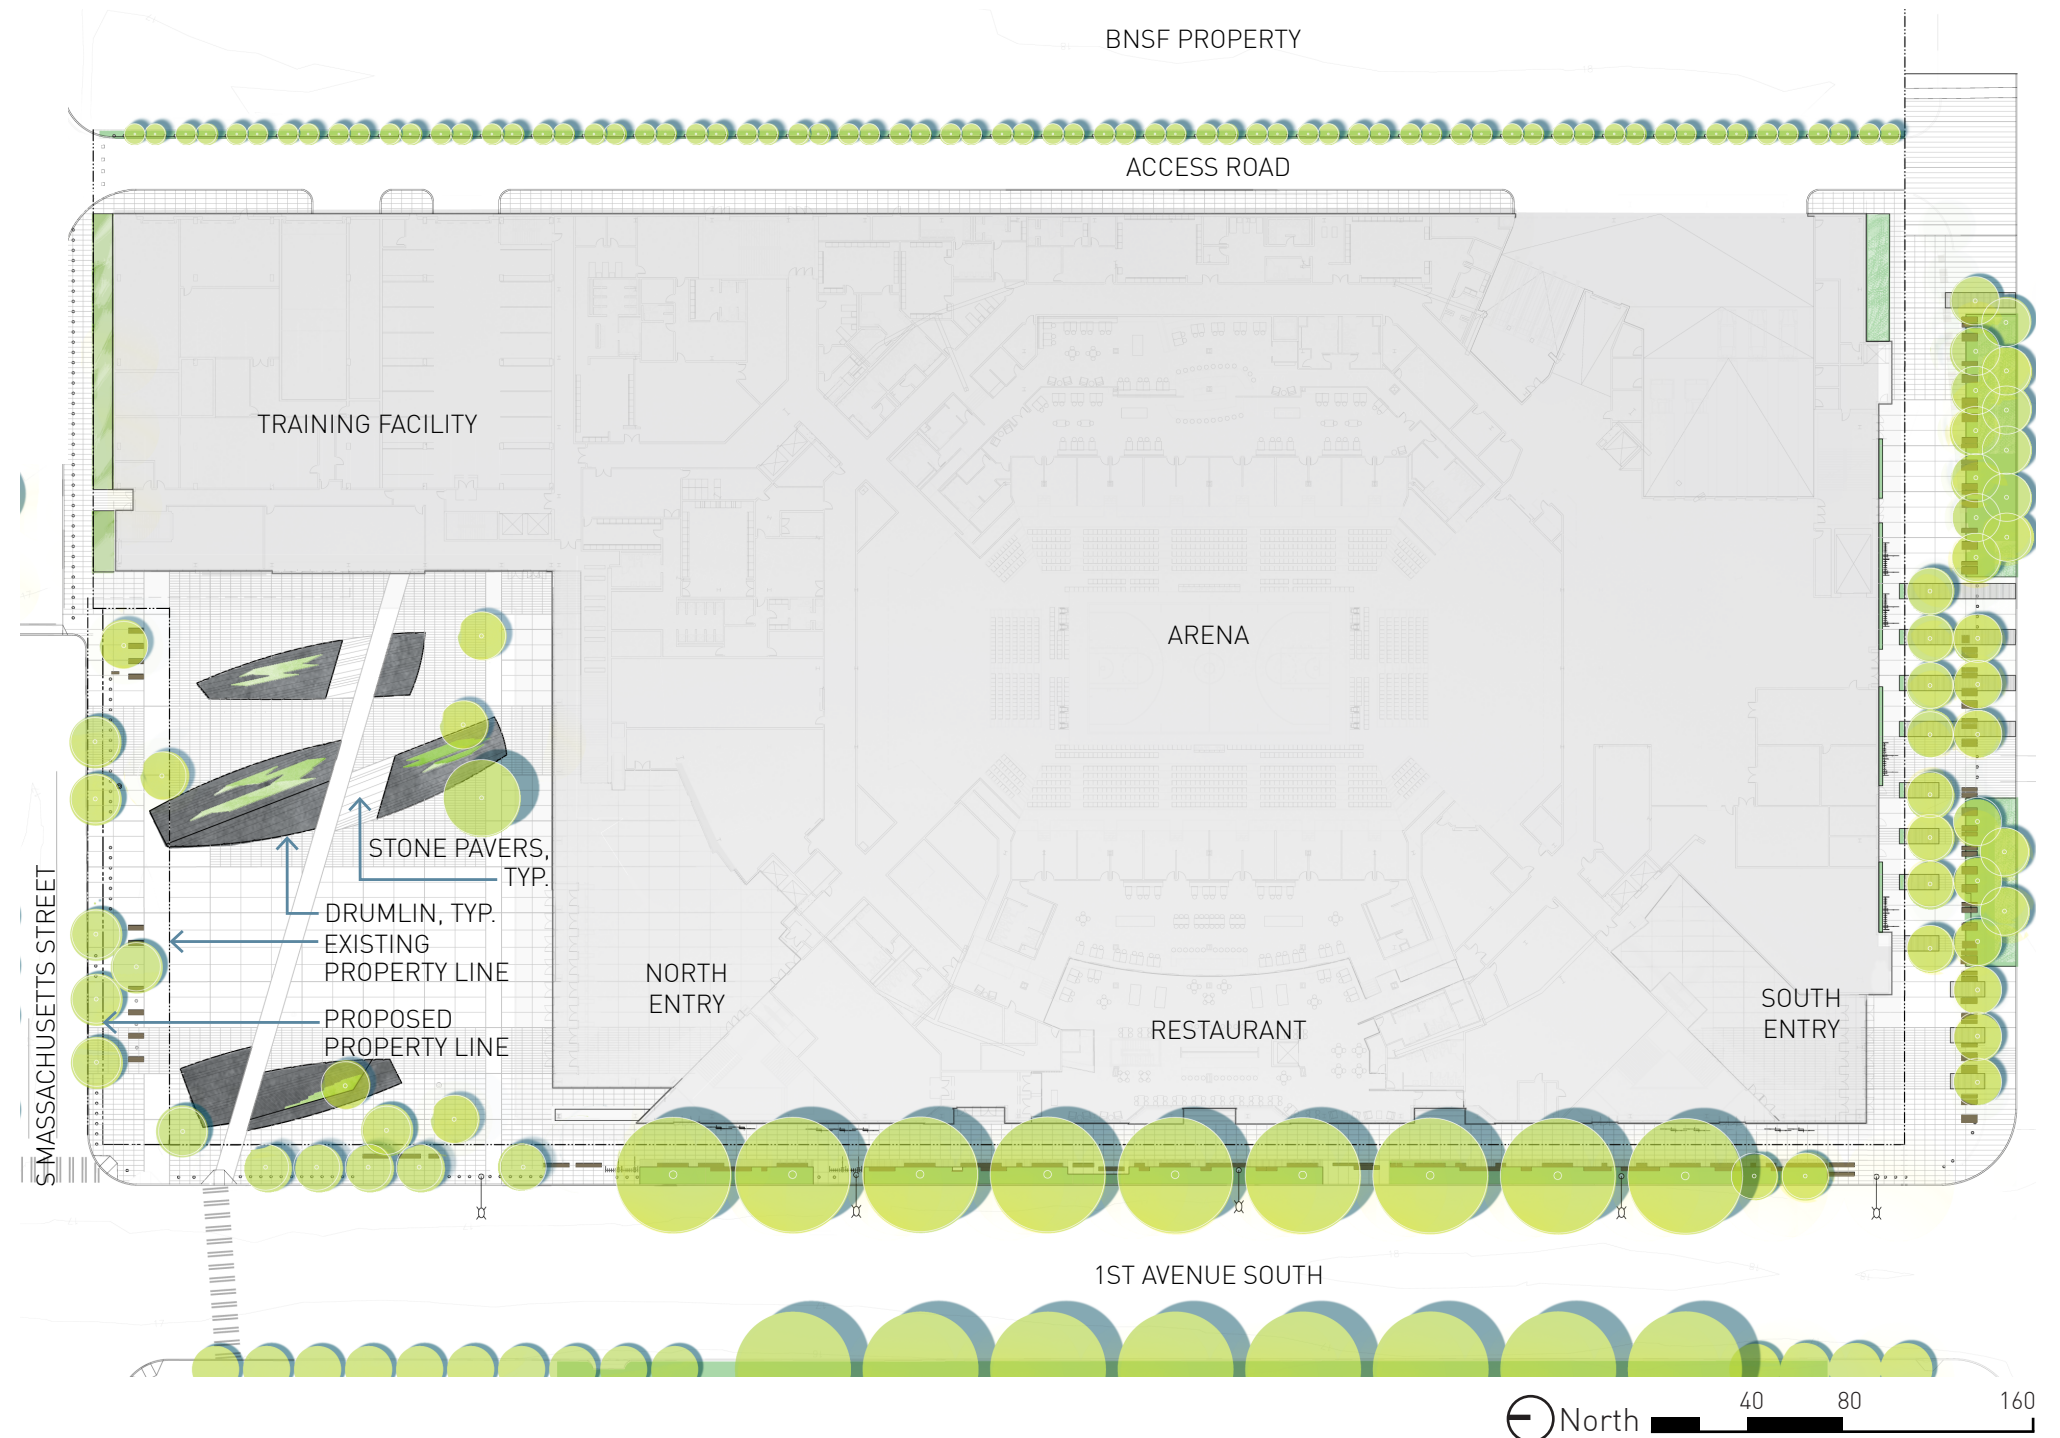 BNSF PROPERTY
ACCESS ROAD
TRAINING FACILITY
ARENA
STONE PAVERS,
TYP.
DRUMLIN, TYP.
EXISTING
PROPERTY LINE
PROPOSED
PROPERTY LINE
S MASSACHUSETTS STREET
NORTH
ENTRY
RESTAURANT
SOUTH
ENTRY
1ST AVENUE SOUTH
North
40 80 160